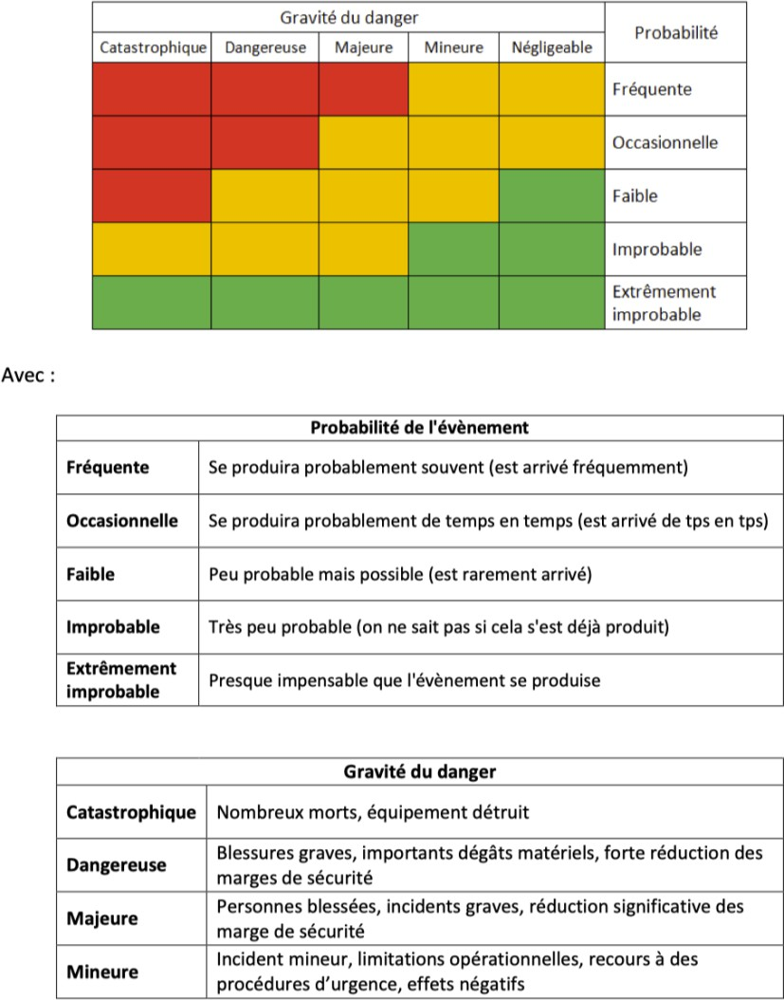 Gravité du danger
Probabilité
Catastrophique Dangereuse Majeure Mineure Négligeable
Fréquente
Occasionnelle
Faible
Improbable
Extrêmement
improbable
Avec :
Probabilité de l'évènement
Fréquente Se produira probablement souvent (est arrivé fréquemment)
Occasionnelle Se produira probablement de temps en temps (est arrivé de tps en tps)
Faible Peu probable mais possible (est rarement arrivé)
Improbable Très peu probable (on ne sait pas si cela s'est déjà produit)
Extrêmement
improbable
Presque impensable que l'évènement se produise
Gravité du danger
Catastrophique Nombreux morts, équipement détruit
Dangereuse
Blessures graves, importants dégâts matériels, forte réduction des
marges de sécurité
Majeure
Personnes blessées, incidents graves, réduction significative des
marge de sécurité
Mineure
Incident mineur, limitations opérationnelles, recours à des
procédures d’urgence, effets négatifs